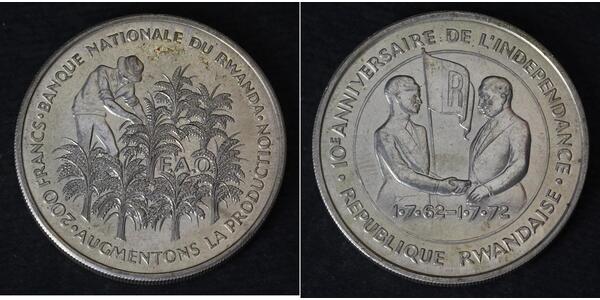 200 FRANCS · BANQUE NATIONALE DU RWANDA ·
AUGMENTONS LA PRODUCTION ·
F.A.O
· 10E ANNIVERSAIRE DE L'INDEPENDANCE ·
R
1·7·62–1·7·72
REPUBLIQUE RWANDAISE